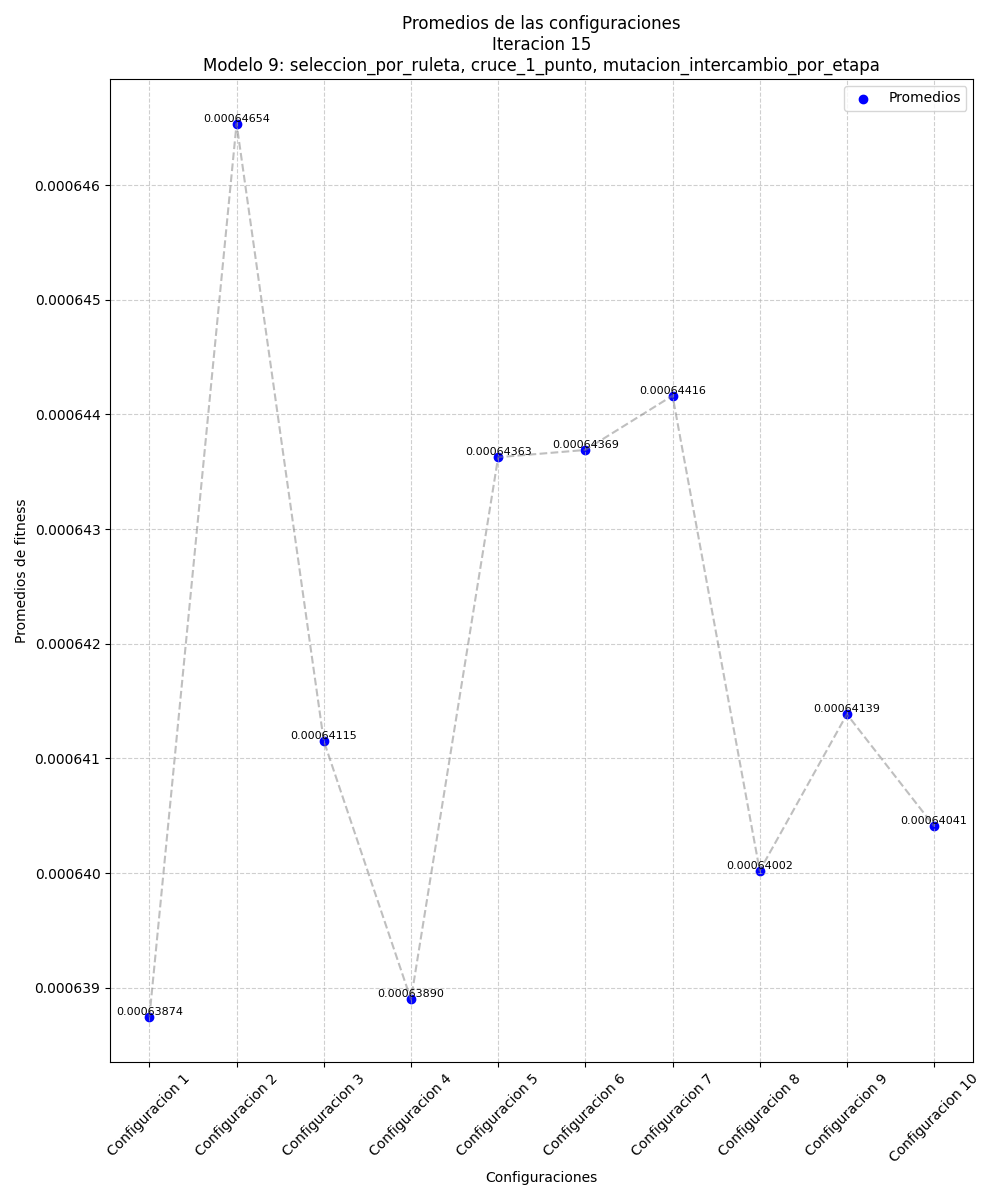 Promedios de las configuraciones
Iteracion 15
Modelo 9: seleccion_por_ruleta, cruce_1_punto, mutacion_intercambio_por_etapa
Promedios
0.00064654
0.000646
0.000645
0.00064416
0.000644
0.00064363
0.00064369
0.000643
Promedios de fitness
0.000642
0.00064139
0.00064115
0.000641
0.00064041
0.00064002
0.000640
0.00063890
0.000639
0.00063874
Configuracion 1
Configuracion 2
Configuracion 3
Configuracion 4
Configuracion 5
Configuracion 6
Configuracion 7
Configuracion 8
Configuracion 9
Configuracion 10
Configuraciones